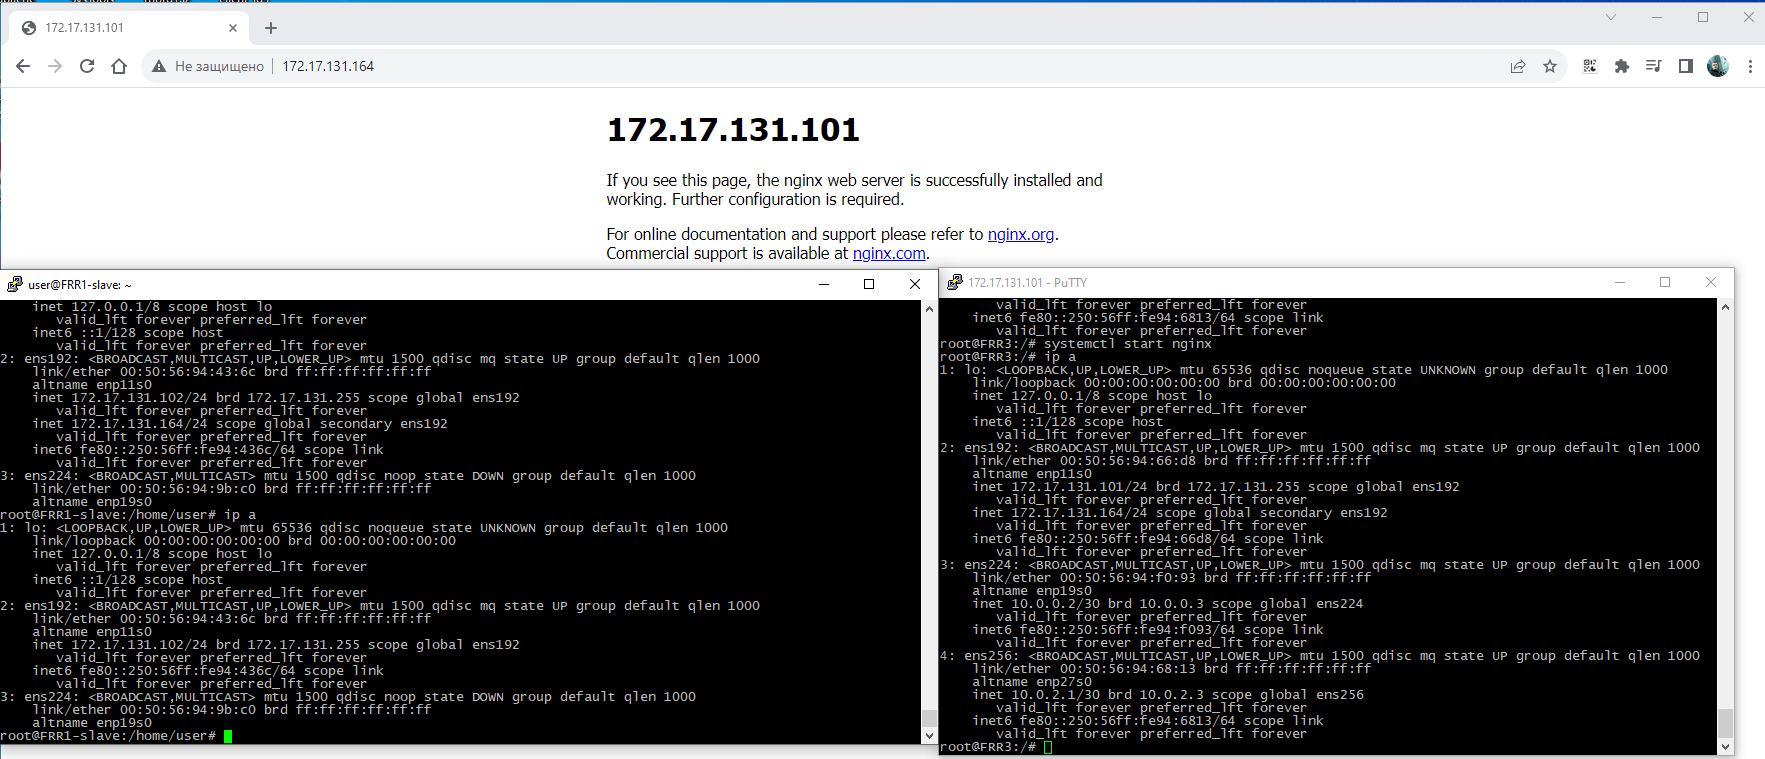 172.17.131.101
Не защищено
172.17.131.164
172.17.131.101
If you see this page, the nginx web server is successfully installed and
working. Further configuration is required.
For online documentation and support please refer to nginx.org.
Commercial support is available at nginx.com.
user@FRR1-slave: ~
inet 127.0.0.1/8 scope host lo
valid_lft forever preferred_lft forever
inet6 ::1/128 scope host
valid_lft forever preferred_lft forever
2: ens192: <BROADCAST,MULTICAST,UP,LOWER_UP> mtu 1500 qdisc mq state UP group default qlen 1000
link/ether 00:50:56:94:43:6c brd ff:ff:ff:ff:ff:ff
altname enp11s0
inet 172.17.131.102/24 brd 172.17.131.255 scope global ens192
valid_lft forever preferred_lft forever
inet 172.17.131.164/24 scope global secondary ens192
valid_lft forever preferred_lft forever
inet6 fe80::250:56ff:fe94:436c/64 scope link
valid_lft forever preferred_lft forever
3: ens224: <BROADCAST,MULTICAST> mtu 1500 qdisc noop state DOWN group default qlen 1000
link/ether 00:50:56:94:9b:c0 brd ff:ff:ff:ff:ff:ff
altname enp19s0
root@FRR1-slave:/home/user# ip a
1: lo: <LOOPBACK,UP,LOWER_UP> mtu 65536 qdisc noqueue state UNKNOWN group default qlen 1000
link/loopback 00:00:00:00:00:00 brd 00:00:00:00:00:00
inet 127.0.0.1/8 scope host lo
valid_lft forever preferred_lft forever
inet6 ::1/128 scope host
valid_lft forever preferred_lft forever
2: ens192: <BROADCAST,MULTICAST,UP,LOWER_UP> mtu 1500 qdisc mq state UP group default qlen 1000
link/ether 00:50:56:94:43:6c brd ff:ff:ff:ff:ff:ff
altname enp11s0
inet 172.17.131.102/24 brd 172.17.131.255 scope global ens192
valid_lft forever preferred_lft forever
inet6 fe80::250:56ff:fe94:436c/64 scope link
valid_lft forever preferred_lft forever
3: ens224: <BROADCAST,MULTICAST> mtu 1500 qdisc noop state DOWN group default qlen 1000
link/ether 00:50:56:94:9b:c0 brd ff:ff:ff:ff:ff:ff
altname enp19s0
root@FRR1-slave:/home/user#
172.17.131.101 - PuTTY
valid_lft forever preferred_lft forever
inet6 fe80::250:56ff:fe94:6813/64 scope link
valid_lft forever preferred_lft forever
root@FRR3:/# systemctl start nginx
root@FRR3:/# ip a
1: lo: <LOOPBACK,UP,LOWER_UP> mtu 65536 qdisc noqueue state UNKNOWN group default qlen 1000
link/loopback 00:00:00:00:00:00 brd 00:00:00:00:00:00
inet 127.0.0.1/8 scope host lo
valid_lft forever preferred_lft forever
inet6 ::1/128 scope host
valid_lft forever preferred_lft forever
2: ens192: <BROADCAST,MULTICAST,UP,LOWER_UP> mtu 1500 qdisc mq state UP group default qlen 1000
link/ether 00:50:56:94:66:d8 brd ff:ff:ff:ff:ff:ff
altname enp11s0
inet 172.17.131.101/24 brd 172.17.131.255 scope global ens192
valid_lft forever preferred_lft forever
inet 172.17.131.164/24 scope global secondary ens192
valid_lft forever preferred_lft forever
inet6 fe80::250:56ff:fe94:66d8/64 scope link
valid_lft forever preferred_lft forever
3: ens224: <BROADCAST,MULTICAST,UP,LOWER_UP> mtu 1500 qdisc mq state UP group default qlen 1000
link/ether 00:50:56:94:f0:93 brd ff:ff:ff:ff:ff:ff
altname enp19s0
inet 10.0.0.2/30 brd 10.0.0.3 scope global ens224
valid_lft forever preferred_lft forever
inet6 fe80::250:56ff:fe94:f093/64 scope link
valid_lft forever preferred_lft forever
4: ens256: <BROADCAST,MULTICAST,UP,LOWER_UP> mtu 1500 qdisc mq state UP group default qlen 1000
link/ether 00:50:56:94:68:13 brd ff:ff:ff:ff:ff:ff
altname enp27s0
inet 10.0.2.1/30 brd 10.0.2.3 scope global ens256
valid_lft forever preferred_lft forever
inet6 fe80::250:56ff:fe94:6813/64 scope link
valid_lft forever preferred_lft forever
root@FRR3:/#